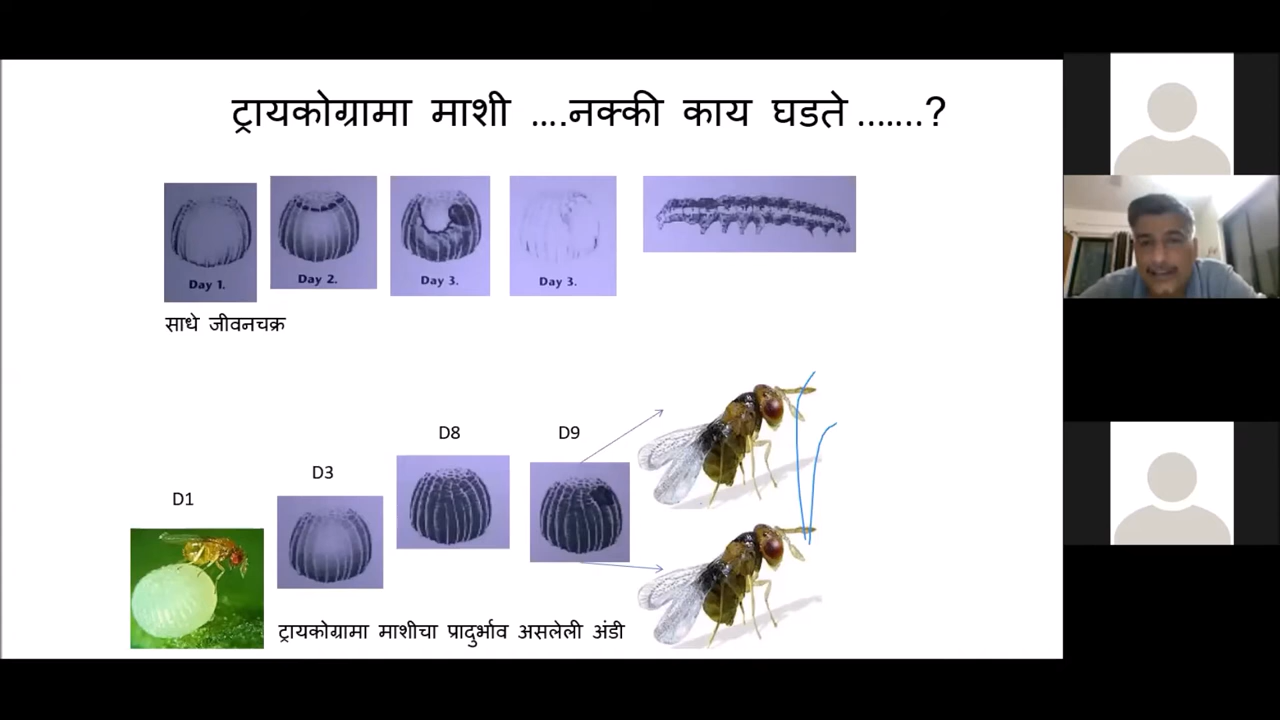 ट्रायकोग्रामा माशी ....नक्की काय घडते .......?
Day 1.
Day 2.
Day 3.
Day 3.
साधे जीवनचक्र
D8
D9
D3
D1
ट्रायकोग्रामा माशीचा प्रादुर्भाव असलेली अंडी